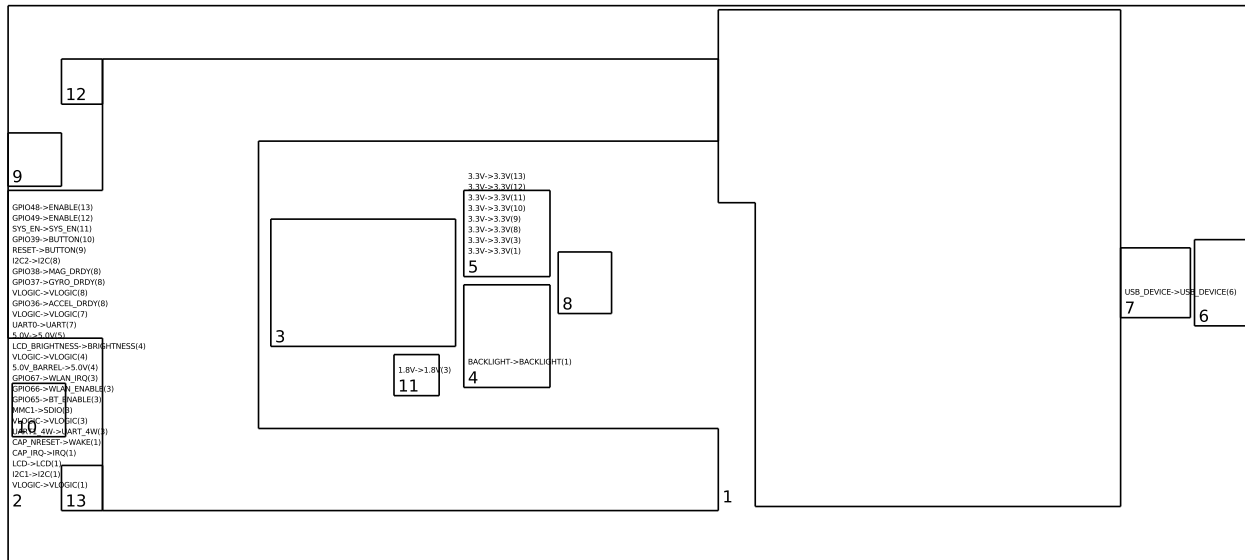 12
9
GPIO48->ENABLE(13)
GPIO49->ENABLE(12)
SYS_EN->SYS_EN(11)
GPIO39->BUTTON(10)
RESET->BUTTON(9)
I2C2->I2C(8)
GPIO38->MAG_DRDY(8)
GPIO37->GYRO_DRDY(8)
VLOGIC->VLOGIC(8)
GPIO36->ACCEL_DRDY(8)
VLOGIC->VLOGIC(7)
UART0->UART(7)
5.0V->5.0V(5)
LCD_BRIGHTNESS->BRIGHTNESS(4)
VLOGIC->VLOGIC(4)
5.0V_BARREL->5.0V(4)
GPIO67->WLAN_IRQ(3)
GPIO66->WLAN_ENABLE(3)
GPIO65->BT_ENABLE(3)
MMC1->SDIO(3)
VLOGIC->VLOGIC(3)
10
UART1_4W->UART_4W(3)
CAP_NRESET->WAKE(1)
CAP_IRQ->IRQ(1)
LCD->LCD(1)
I2C1->I2C(1)
VLOGIC->VLOGIC(1)
2
13
3
3.3V->3.3V(13)
3.3V->3.3V(12)
3.3V->3.3V(11)
3.3V->3.3V(10)
3.3V->3.3V(9)
3.3V->3.3V(8)
3.3V->3.3V(3)
3.3V->3.3V(1)
5
8
1.8V->1.8V(3)
11
BACKLIGHT->BACKLIGHT(1)
4
1
USB_DEVICE->USB_DEVICE(6)
7
6